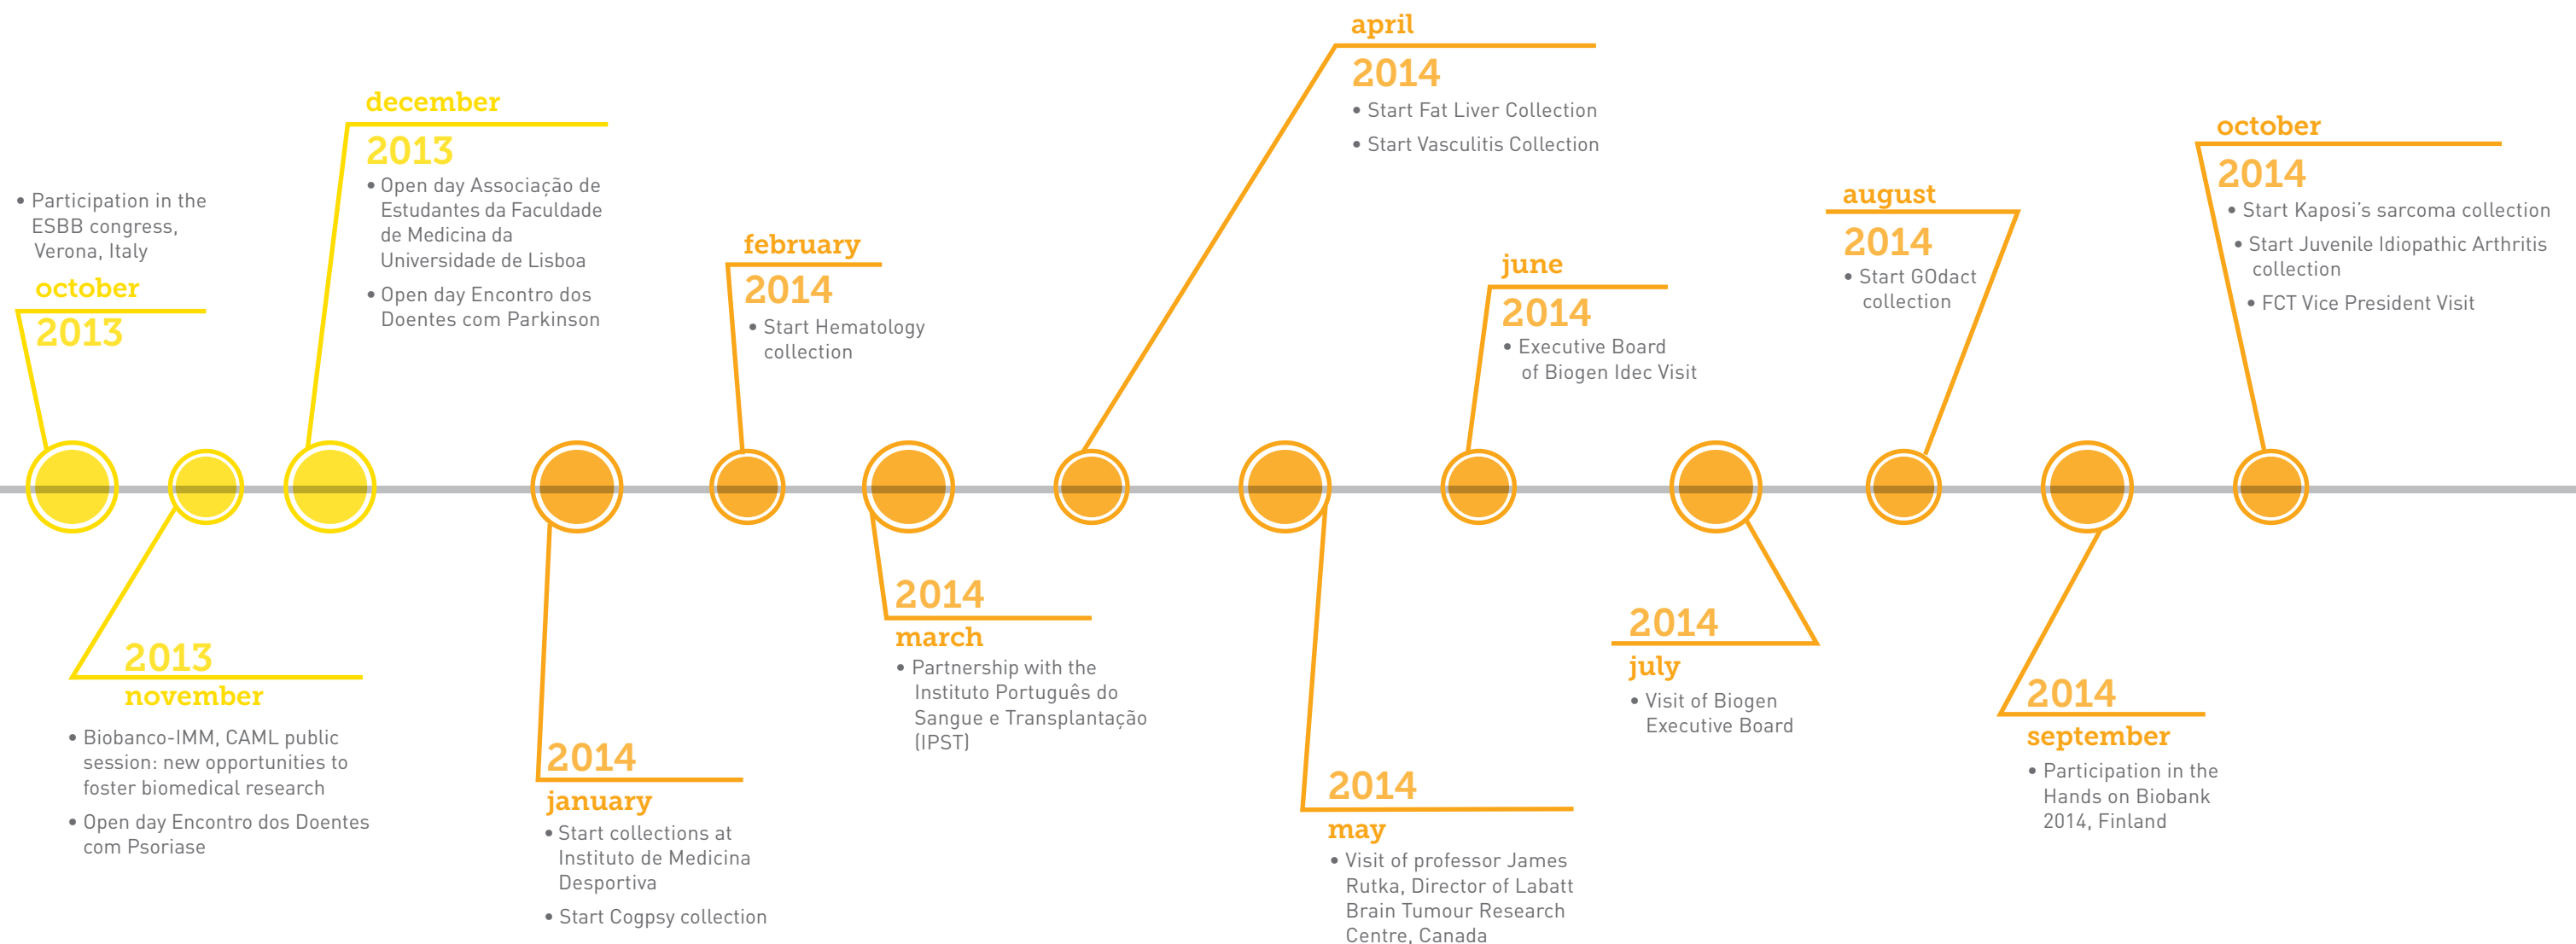 • Participation in the
ESBB congress,
Verona, Italy
october
2013
2013
november
• Biobanco-IMM, CAML public
session: new opportunities to
foster biomedical research
• Open day Encontro dos Doentes
com Psoriase
december
2013
• Open day Associação de
Estudantes da Faculdade
de Medicina da
Universidade de Lisboa
• Open day Encontro dos
Doentes com Parkinson
2014
january
• Start collections at
Instituto de Medicina
Desportiva
• Start Cogpsy collection
february
2014
• Start Hematology
collection
2014
march
• Partnership with the
Instituto Português do
Sangue e Transplantação
(IPST)
april
2014
• Start Fat Liver Collection
• Start Vasculitis Collection
2014
may
• Visit of professor James
Rutka, Director of Labatt
Brain Tumour Research
Centre, Canada
june
2014
• Executive Board
of Biogen Idec Visit
2014
july
• Visit of Biogen
Executive Board
august
2014
• Start GOdact
collection
2014
september
• Participation in the
Hands on Biobank
2014, Finland
october
2014
• Start Kaposi’s sarcoma collection
• Start Juvenile Idiopathic Arthritis
collection
• FCT Vice President Visit